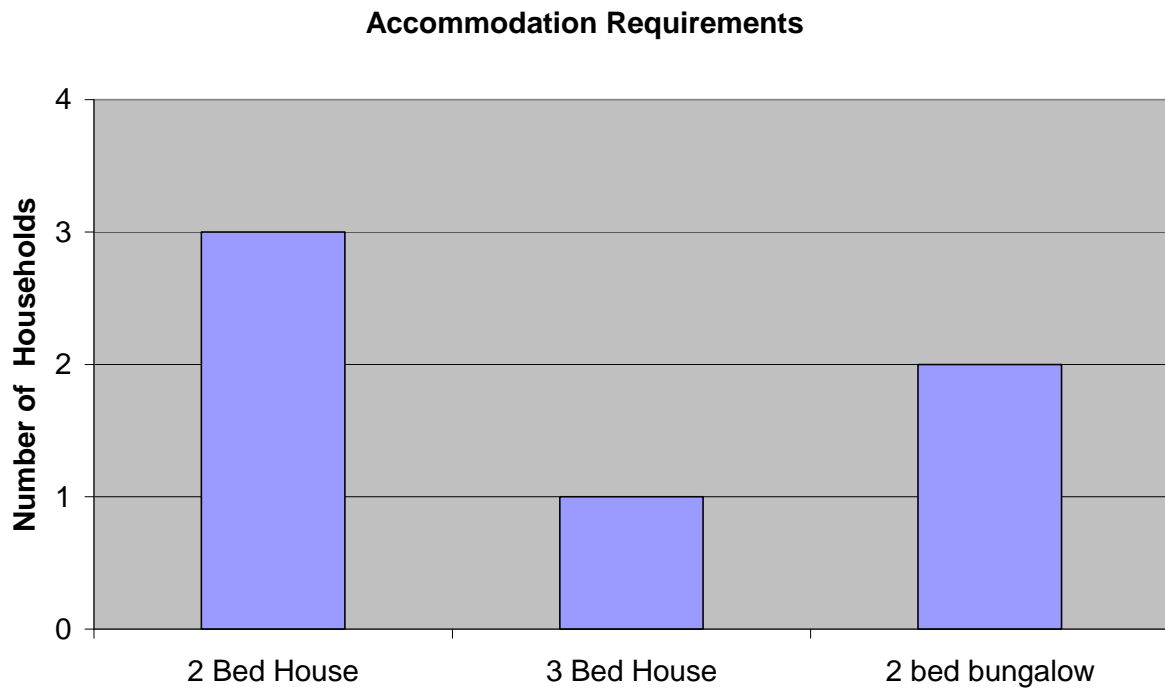 Accommodation Requirements
4
3
2
1
0
Number of Households
2 Bed House
3 Bed House
2 bed bungalow